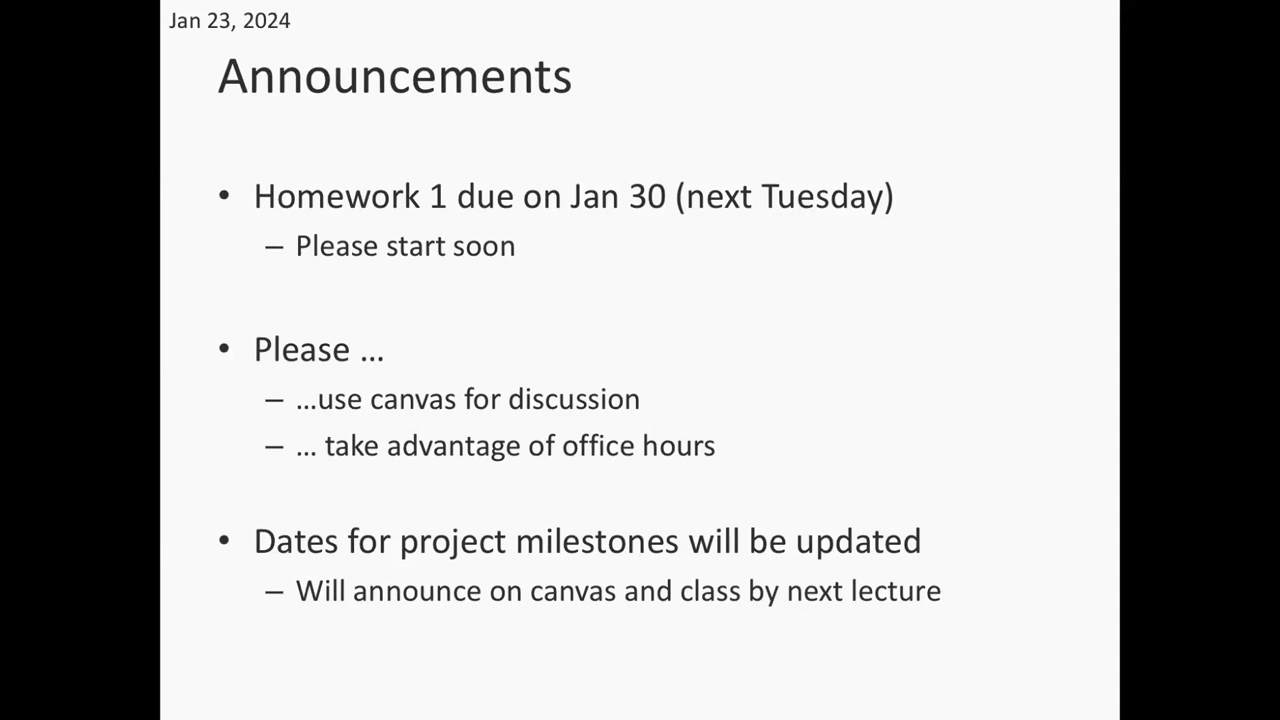 Jan 23, 2024
Announcements
• Homework 1 due on Jan 30 (next Tuesday)
– Please start soon
• Please …
– …use canvas for discussion
– … take advantage of office hours
• Dates for project milestones will be updated
– Will announce on canvas and class by next lecture